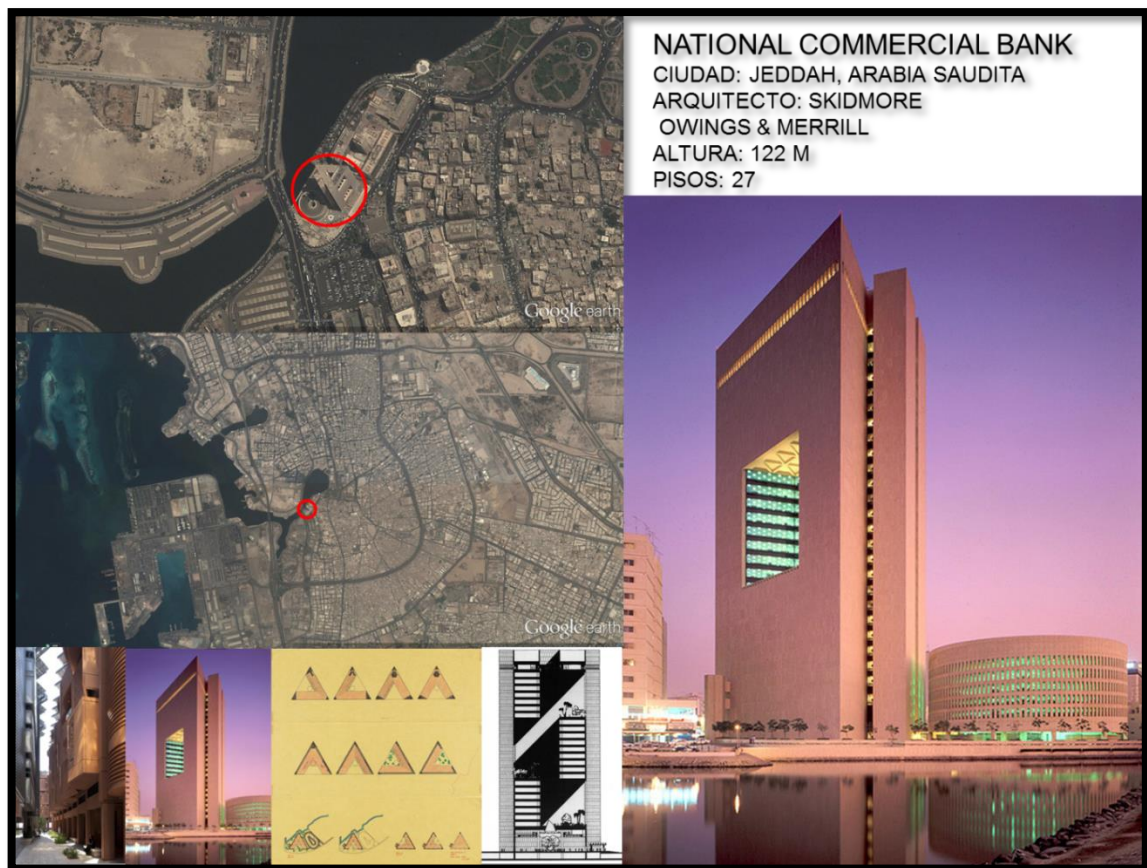 NATIONAL COMMERCIAL BANK
CIUDAD: JEDDAH, ARABIA SAUDITA
ARQUITECTO: SKIDMORE
OWINGS & MERRILL
ALTURA: 122 M
PISOS: 27
Google earth
Google earth